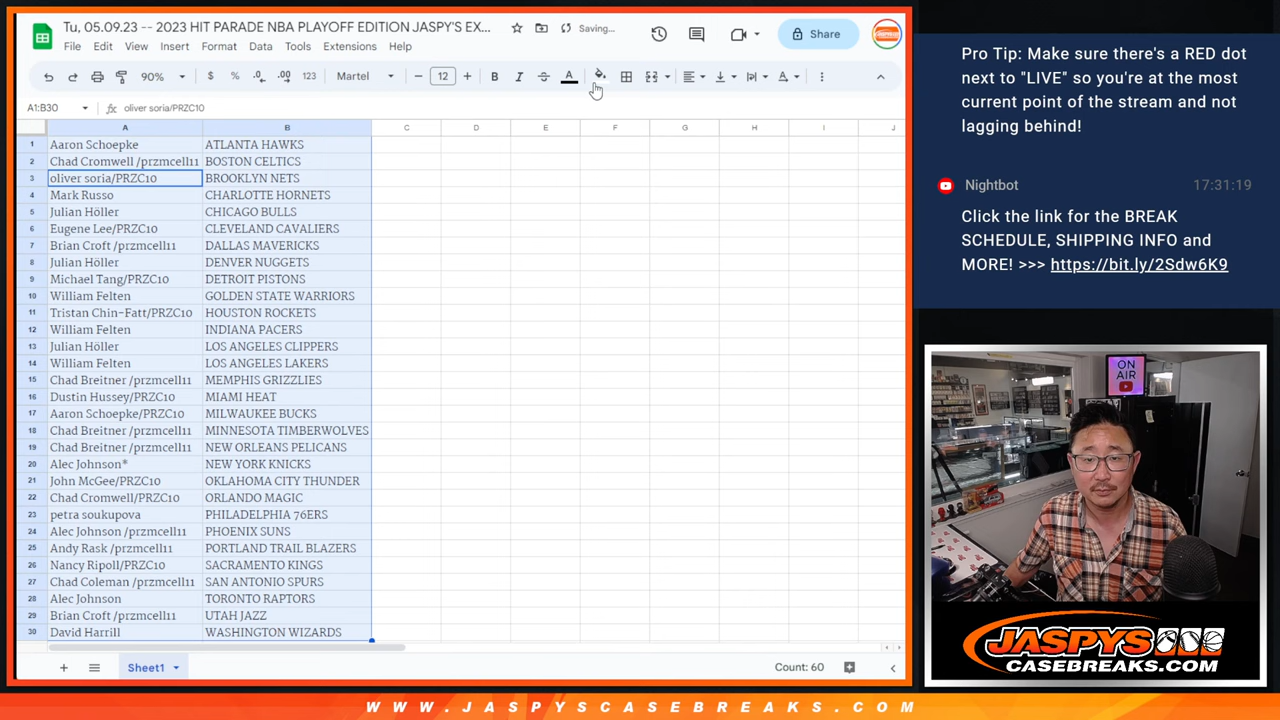 Tu, 05.09.23 -- 2023 HIT PARADE NBA PLAYOFF EDITION JASPY'S EX...
Saving...
File Edit View Insert Format Data Tools Extensions Help
Share
90% $ % .0 .00 123 Martel 12 B I S A
A1:B30 fx oliver soria/PRZC10
A B C D E F G H I J
1 Aaron Schoepke ATLANTA HAWKS
2 Chad Cromwell /przmcell11 BOSTON CELTICS
3 oliver soria/PRZC10 BROOKLYN NETS
4 Mark Russo CHARLOTTE HORNETS
5 Julian Höller CHICAGO BULLS
6 Eugene Lee/PRZC10 CLEVELAND CAVALIERS
7 Brian Croft /przmcell11 DALLAS MAVERICKS
8 Julian Höller DENVER NUGGETS
9 Michael Tang/PRZC10 DETROIT PISTONS
10 William Felten GOLDEN STATE WARRIORS
11 Tristan Chin-Fatt/PRZC10 HOUSTON ROCKETS
12 William Felten INDIANA PACERS
13 Julian Höller LOS ANGELES CLIPPERS
14 William Felten LOS ANGELES LAKERS
15 Chad Breitner /przmcell11 MEMPHIS GRIZZLIES
16 Dustin Hussey/PRZC10 MIAMI HEAT
17 Aaron Schoepke/PRZC10 MILWAUKEE BUCKS
18 Chad Breitner /przmcell11 MINNESOTA TIMBERWOLVES
19 Chad Breitner /przmcell11 NEW ORLEANS PELICANS
20 Alec Johnson* NEW YORK KNICKS
21 John McGee/PRZC10 OKLAHOMA CITY THUNDER
22 Chad Cromwell/PRZC10 ORLANDO MAGIC
23 petra soukupova PHILADELPHIA 76ERS
24 Alec Johnson /przmcell11 PHOENIX SUNS
25 Andy Rask /przmcell11 PORTLAND TRAIL BLAZERS
26 Nancy Ripoll/PRZC10 SACRAMENTO KINGS
27 Chad Coleman /przmcell11 SAN ANTONIO SPURS
28 Alec Johnson TORONTO RAPTORS
29 Brian Croft /przmcell11 UTAH JAZZ
30 David Harrill WASHINGTON WIZARDS
Sheet1
Count: 60
Pro Tip: Make sure there's a RED dot
next to "LIVE" so you're at the most
current point of the stream and not
lagging behind!
Nightbot 17:31:19
Click the link for the BREAK
SCHEDULE, SHIPPING INFO and
MORE! >>> https://bit.ly/2Sdw6K9
ON
AIR
JASPYS
CASEBREAKS.COM
WWW.JASPYSCASEBREAKS.COM